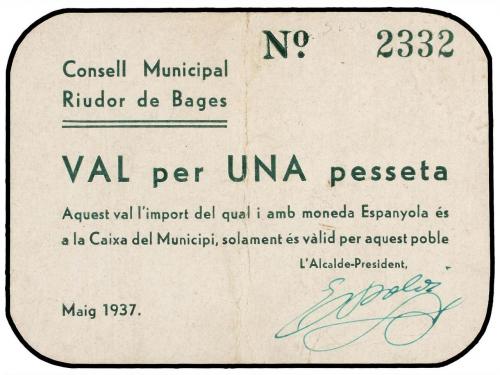 Nº 2332
Consell Municipal
Riudor de Bages
VAL per UNA pesseta
Aquest val l'import del qual i amb moneda Espanyola és
a la Caixa del Municipi, solament és vàlid per aquest poble
L'Alcalde-President,
Maig 1937.